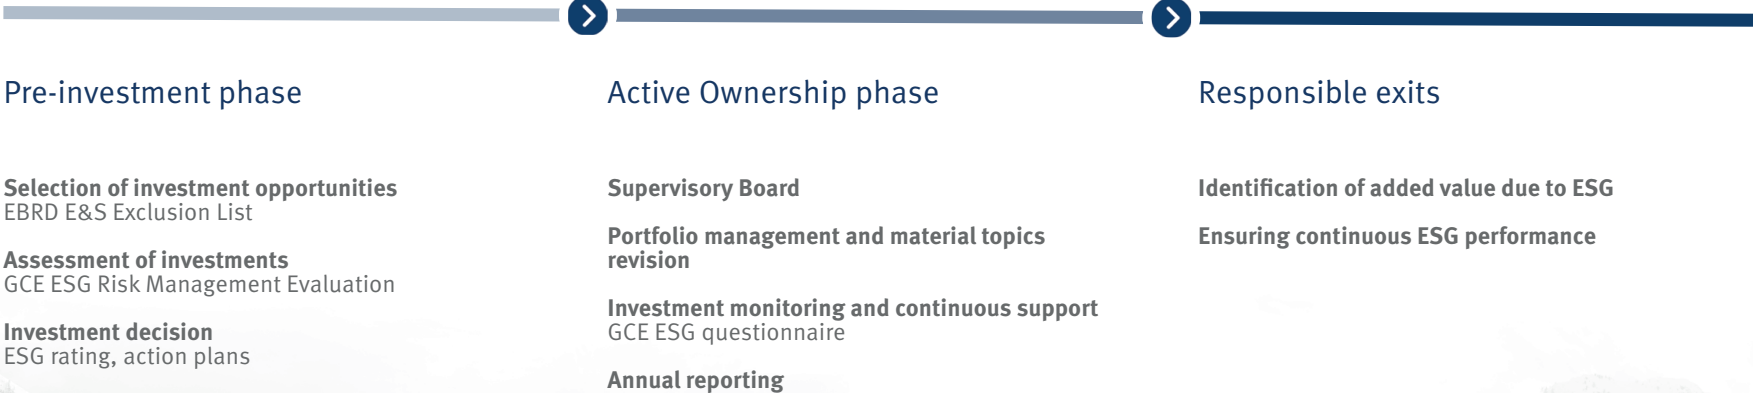 Pre-investment phase
Selection of investment opportunities
EBRD E&S Exclusion List
Assessment of investments
GCE ESG Risk Management Evaluation
Investment decision
ESG rating, action plans
Active Ownership phase
Supervisory Board
Portfolio management and material topics
revision
Investment monitoring and continuous support
GCE ESG questionnaire
Annual reporting
Responsible exits
Identification of added value due to ESG
Ensuring continuous ESG performance